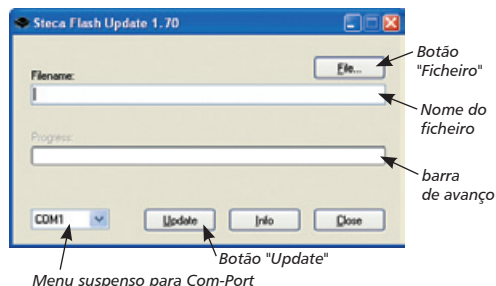 Steca Flash Update 1.70
Botão
"Ficheiro"
File...
Filename:
Nome do
ficheiro
Progress:
barra
de avanço
COM1
Update
Info
Close
Botão "Update"
Menu suspenso para Com-Port